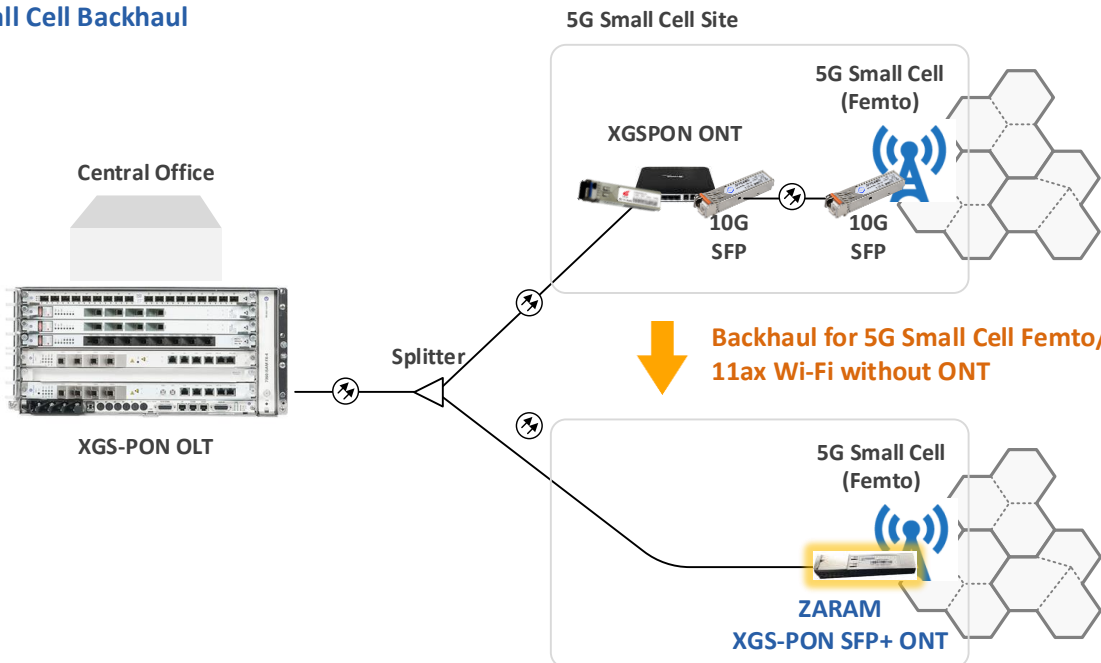 all Cell Backhaul
5G Small Cell Site
5G Small Cell
(Femto)
XGSPON ONT
Central Office
10G
SFP
10G
SFP
Backhaul for 5G Small Cell Femto/
11ax Wi-Fi without ONT
Splitter
XGS-PON OLT
5G Small Cell
(Femto)
ZARAM
XGS-PON SFP+ ONT